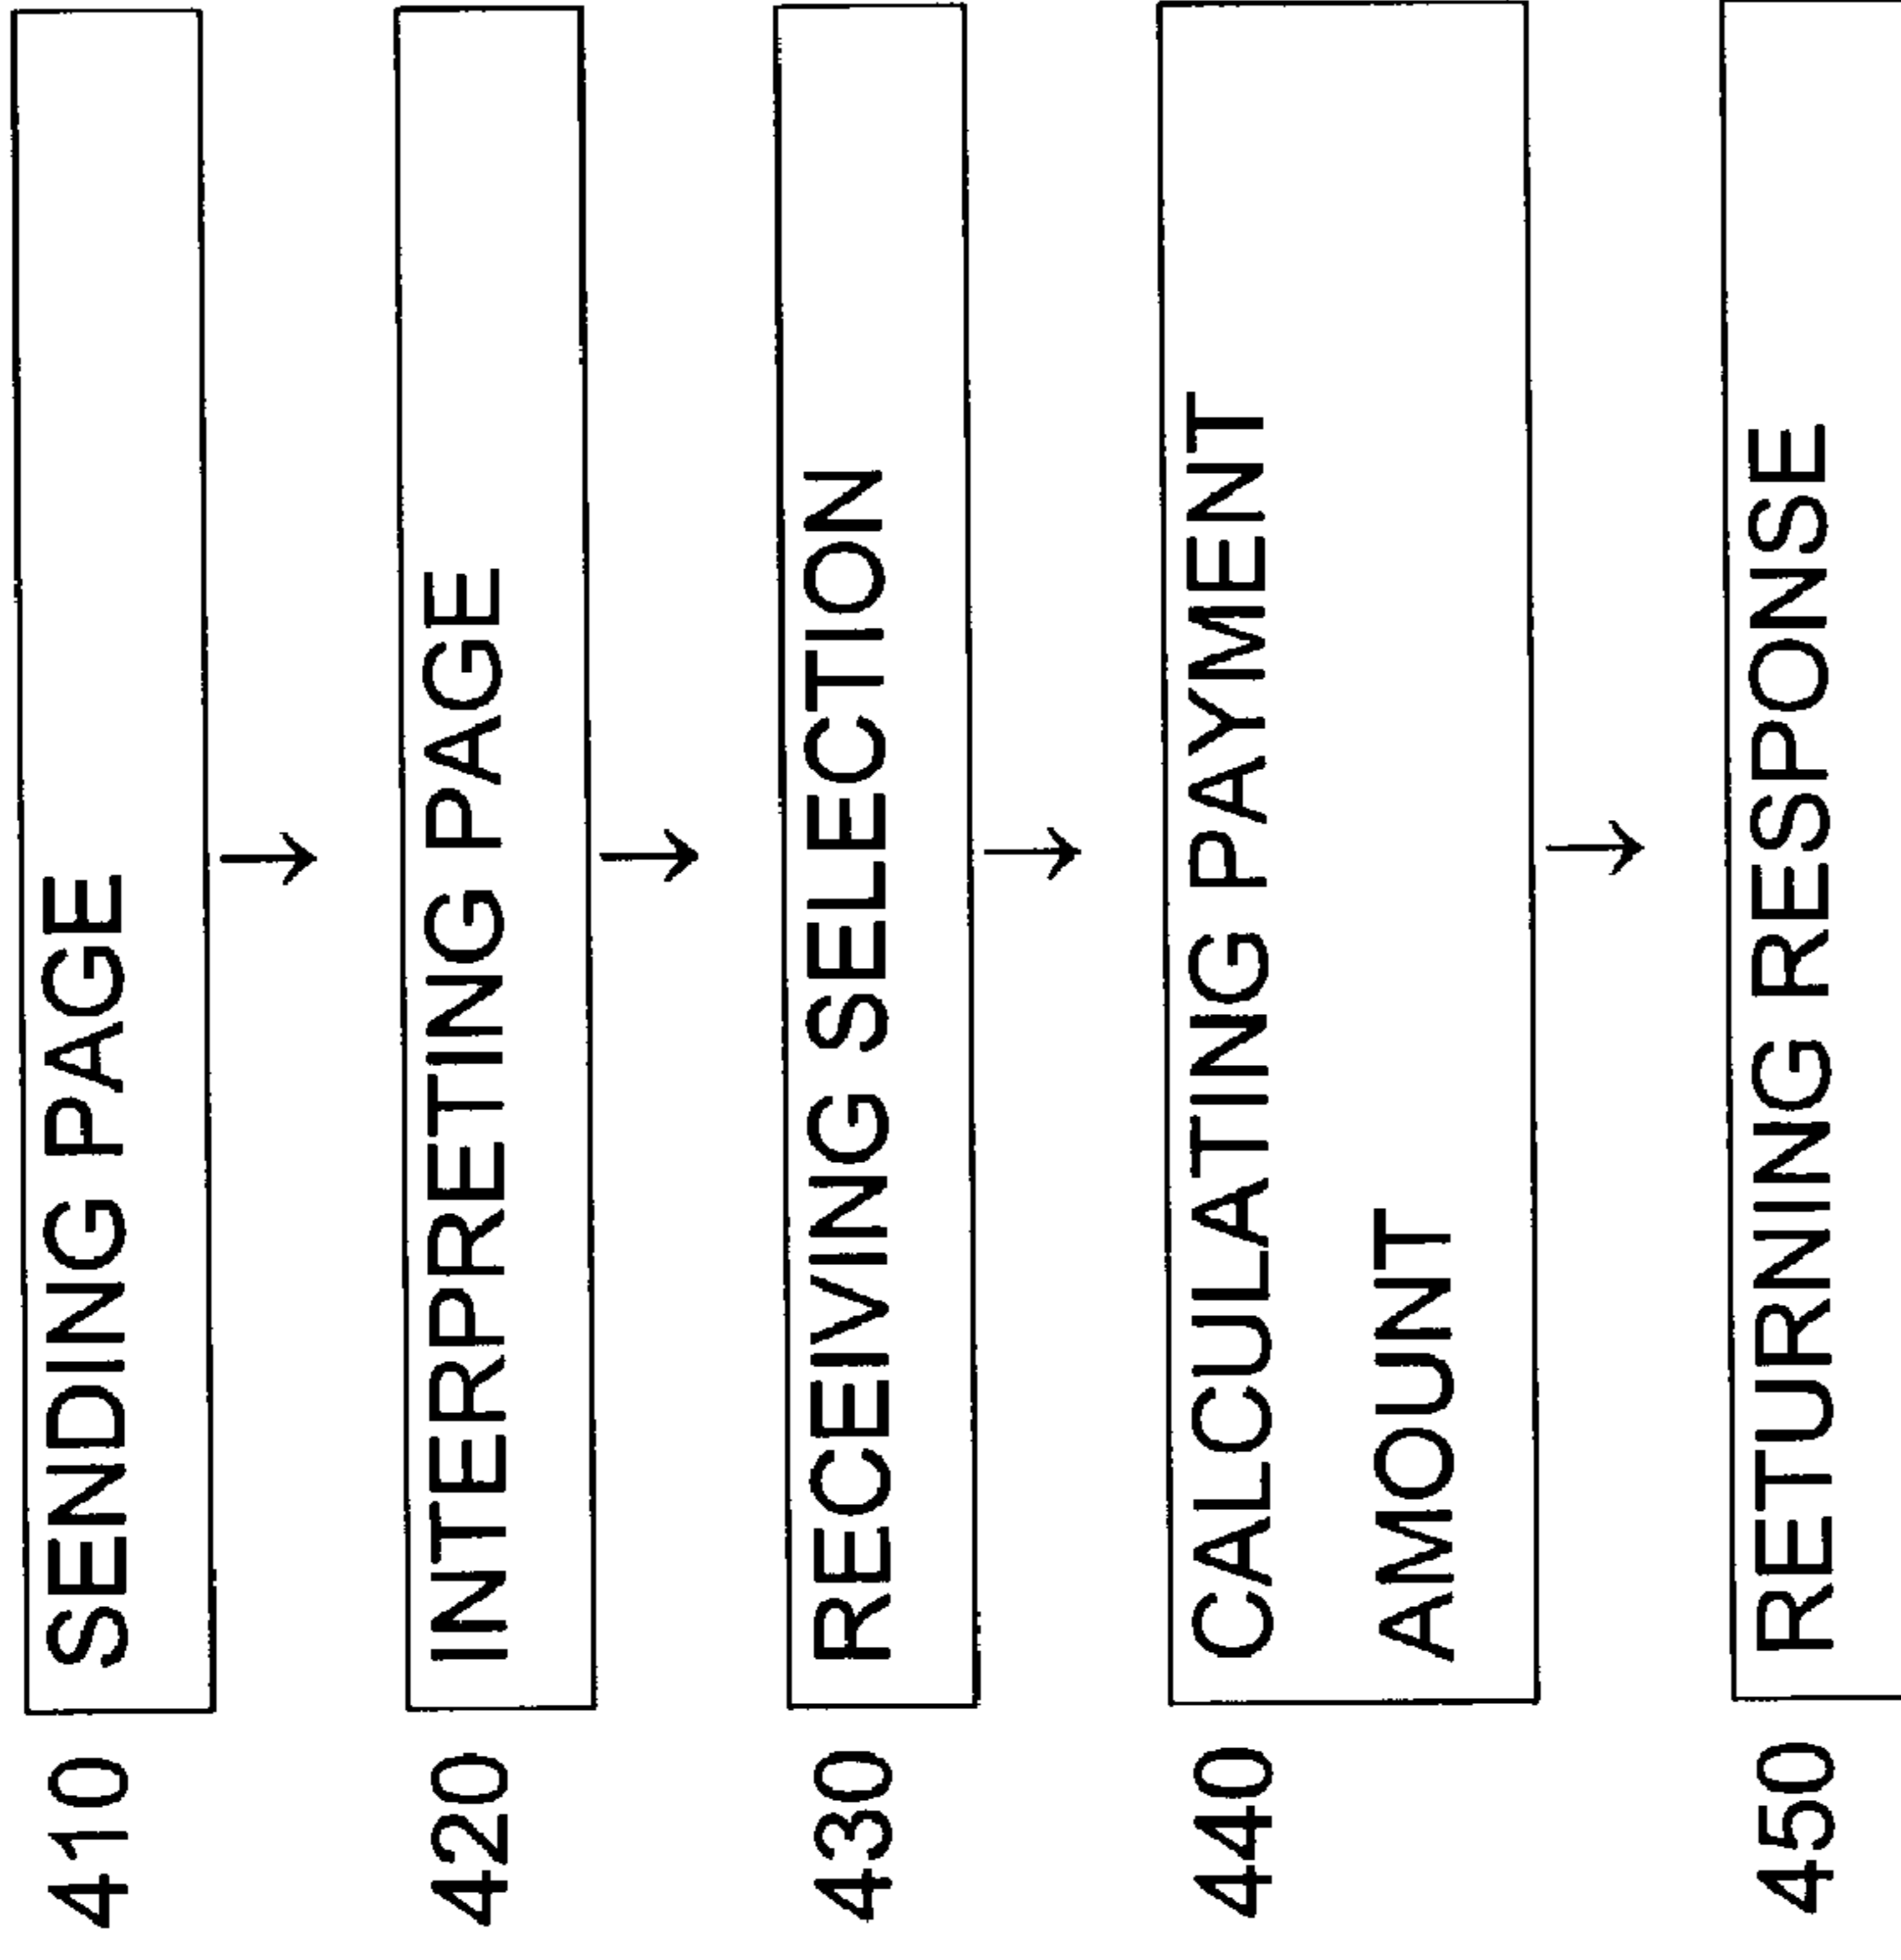 410 SENDING PAGE
420 INTERPRETING PAGE
430 RECEIVING SELECTION
440 CALCULATING PAYMENT
AMOUNT
450 RETURNING RESPONSE